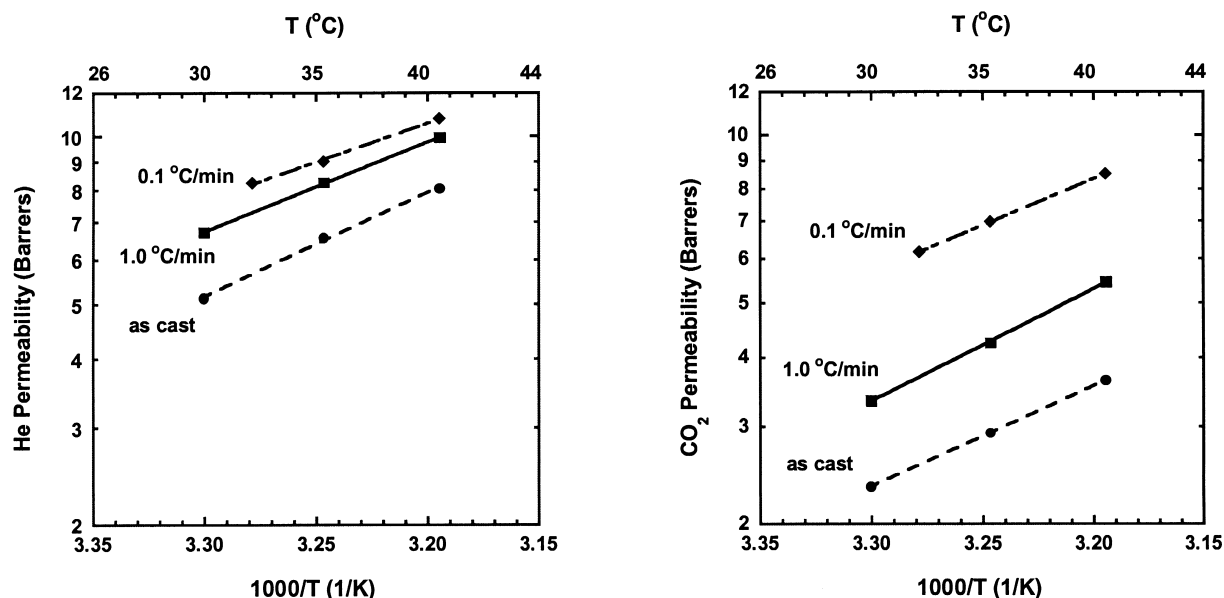 T (°C)
26 30 35 40 44
12
10
9
8
7
6
5
4
3
2
He Permeability (Barrers)
0.1 °C/min
1.0 °C/min
as cast
3.35 3.30 3.25 3.20 3.15
1000/T (1/K)
T (°C)
26 30 35 40 44
12
10
9
8
7
6
5
4
3
2
CO₂ Permeability (Barrers)
0.1 °C/min
1.0 °C/min
as cast
3.35 3.30 3.25 3.20 3.15
1000/T (1/K)